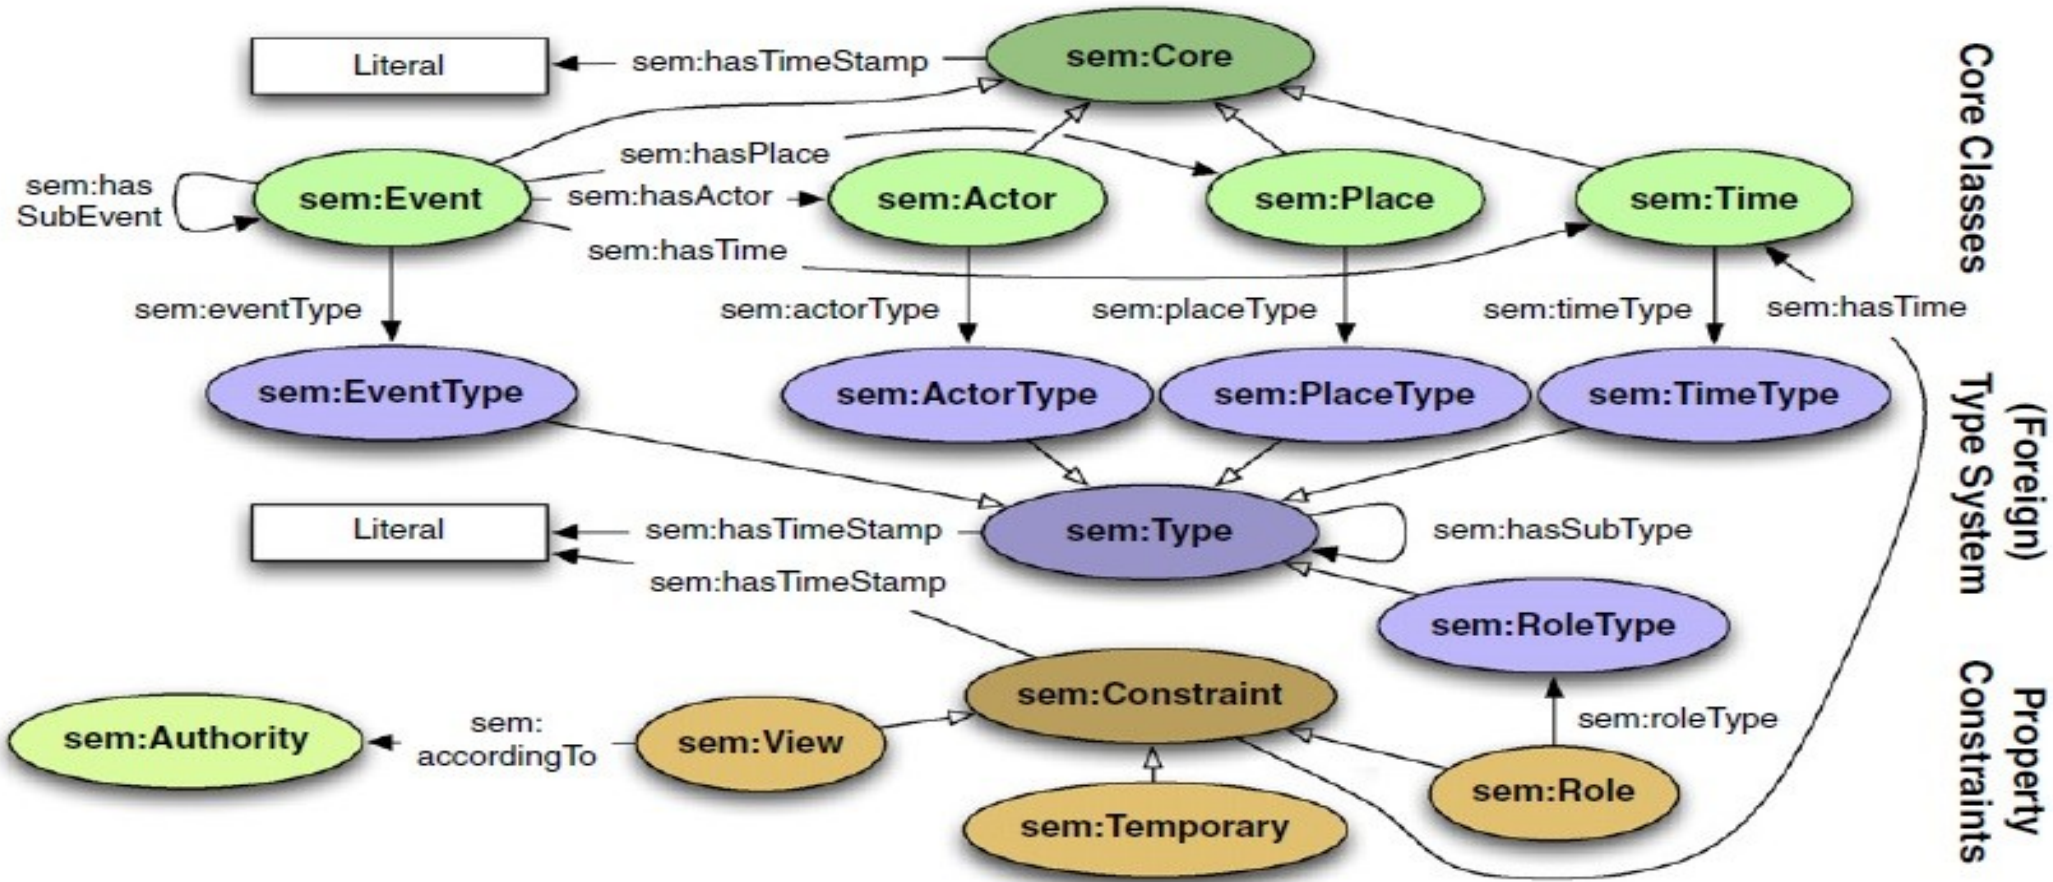 sem:Core
Literal
sem:hasTimeStamp
sem:hasPlace
sem:has
SubEvent
sem:Event
sem:hasActor
sem:Actor
sem:Place
sem:Time
sem:hasTime
sem:eventType
sem:actorType
sem:placeType
sem:timeType
sem:hasTime
Core Classes
sem:EventType
sem:ActorType
sem:PlaceType
sem:TimeType
Literal
sem:hasTimeStamp
sem:Type
sem:hasSubType
sem:hasTimeStamp
sem:RoleType
(Foreign)
Type System
sem:Constraint
sem:roleType
sem:Authority
sem:
accordingTo
sem:View
sem:Role
sem:Temporary
Property
Constraints